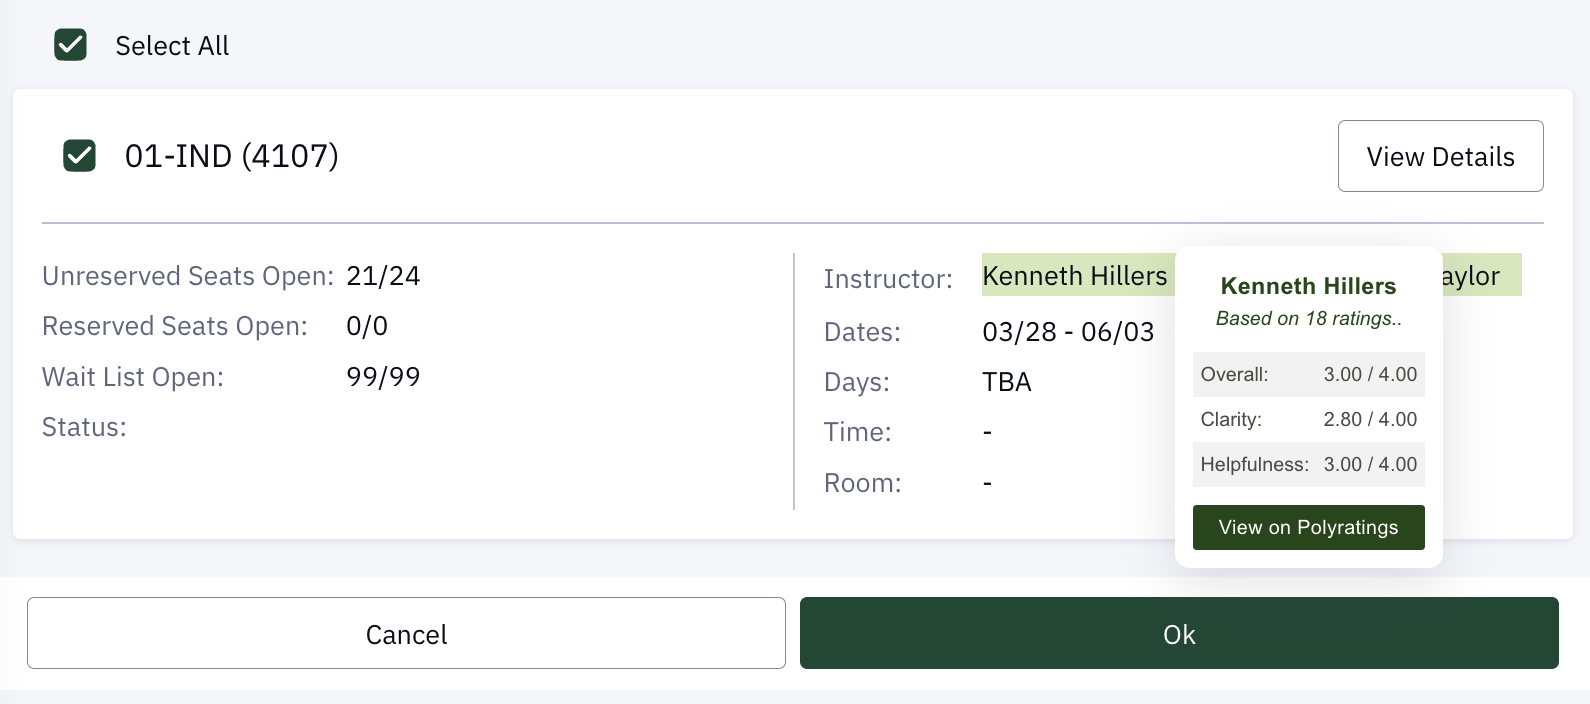 Select All
01-IND (4107)
View Details
Unreserved Seats Open: 21/24
Reserved Seats Open: 0/0
Wait List Open: 99/99
Status:
Instructor: Kenneth Hillers
Dates: 03/28 - 06/03
Days: TBA
Time: -
Room: -
Kenneth Hillers
Based on 18 ratings..
Overall: 3.00 / 4.00
Clarity: 2.80 / 4.00
Helpfulness: 3.00 / 4.00
View on Polyratings
Cancel
Ok